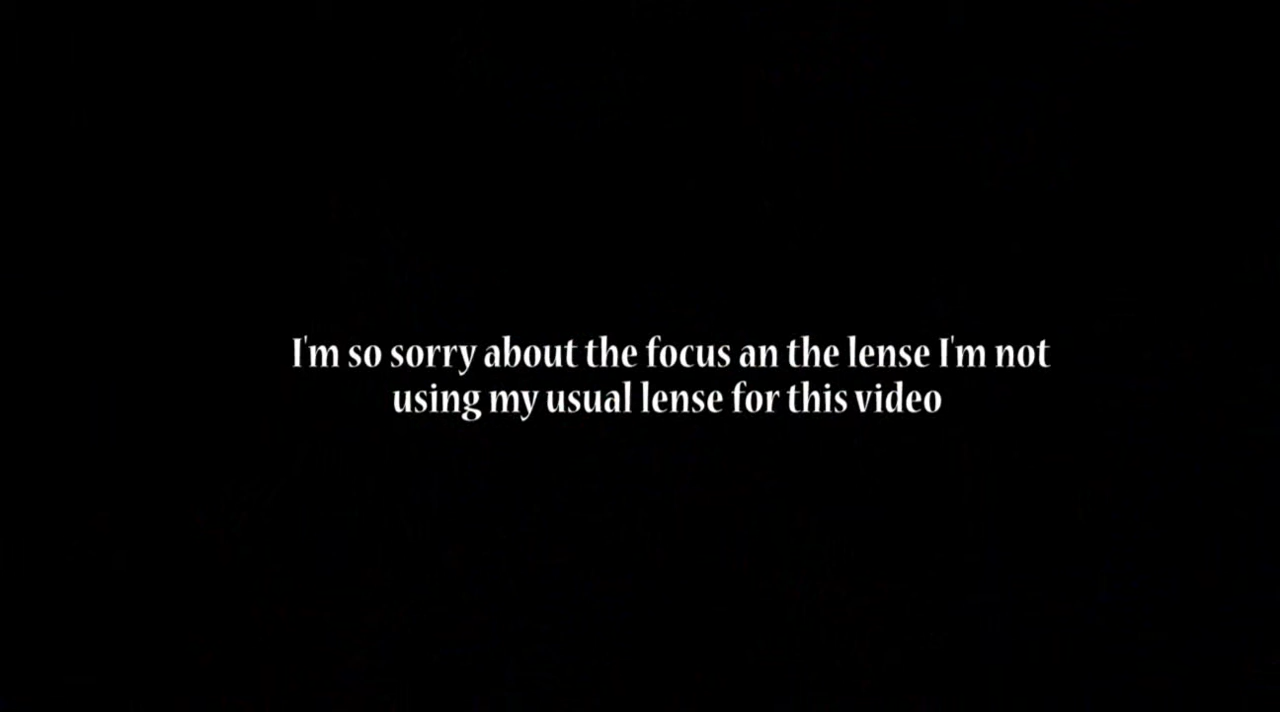 I'm so sorry about the focus an the lense I'm not
using my usual lense for this video